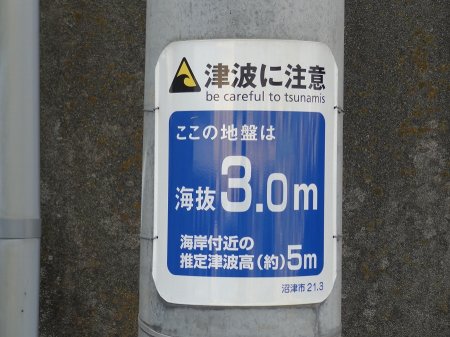 津波に注意
be careful to tsunamis
ここの地盤は
海抜3.0m
海岸付近の
推定津波高(約)5m
沼津市 21.3